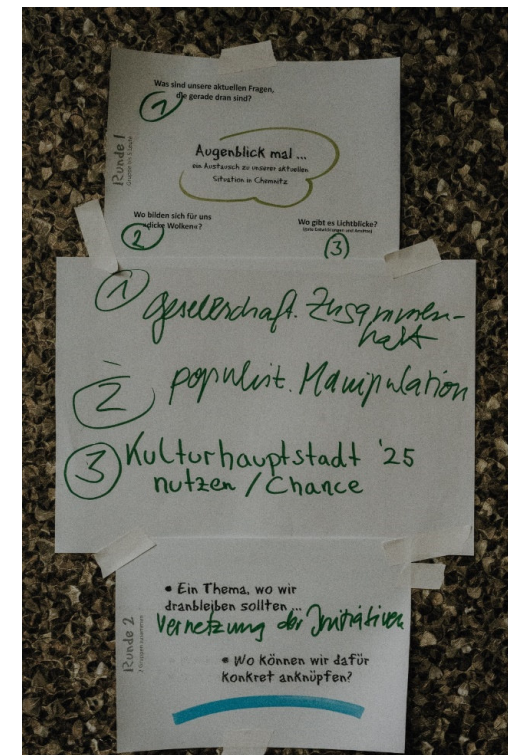 Was sind unsere aktuellen Fragen,
die gerade dran sind?
1
Runde 1
Augenblick mal ...
ein Austausch zu unserer aktuellen
Situation in Chemnitz
Wo bilden sich für uns
»dicke Wolken«?
2
Wo gibt es Lichtblicke?
3
1 gesellschaft. Zusammen-
halt
2 populist. Manipulation
3 Kulturhauptstadt '25
nutzen / Chance
Runde 2
• Ein Thema, wo wir
dranbleiben sollten ...
Vernetzung der Initiativen
• Wo können wir dafür
konkret anknüpfen?